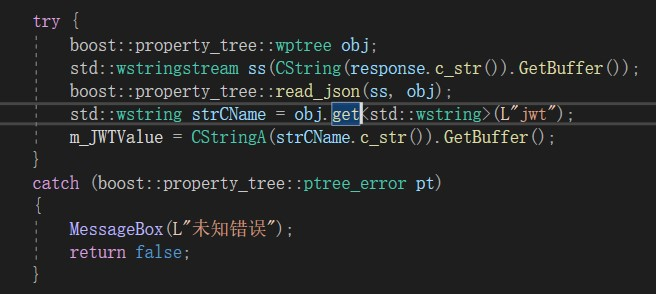 try {
boost::property_tree::wptree obj;
std::wstringstream ss(CString(response.c_str()).GetBuffer());
boost::property_tree::read_json(ss, obj);
std::wstring strCName = obj.get<std::wstring>(L"jwt");
m_JWTValue = CStringA(strCName.c_str()).GetBuffer();
}
catch (boost::property_tree::ptree_error pt)
{
MessageBox(L"未知错误");
return false;
}